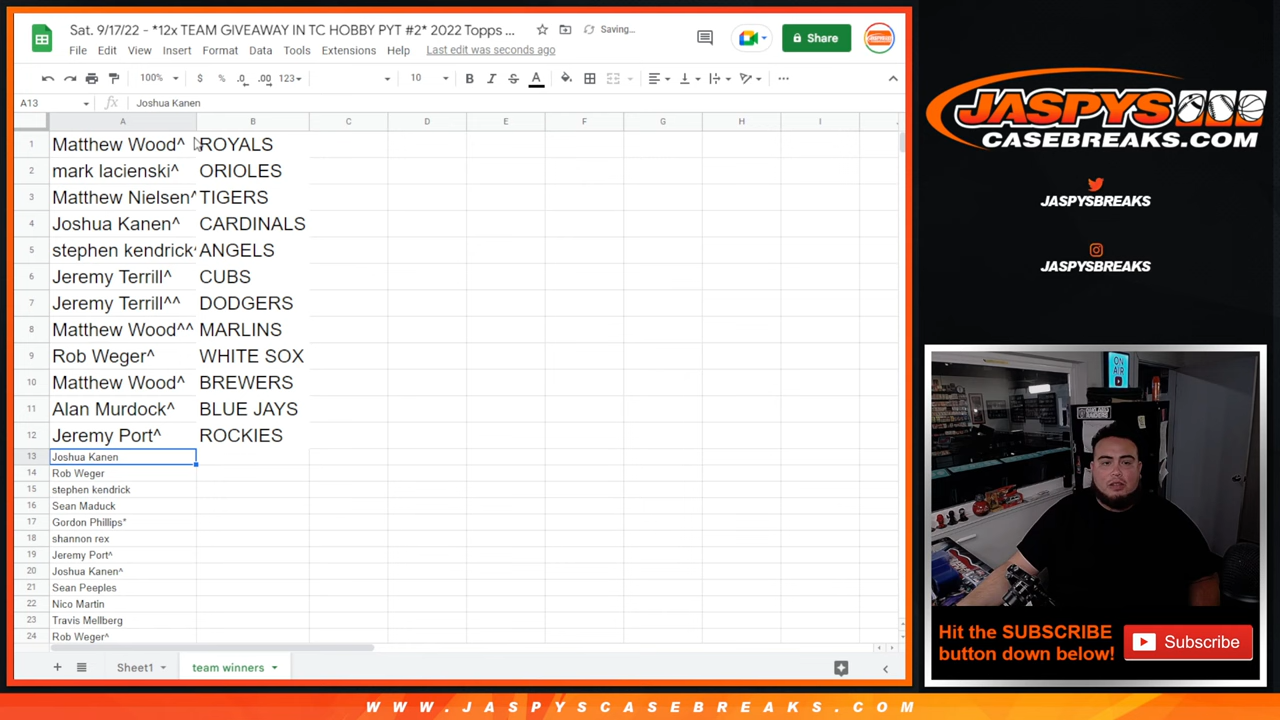 Sat. 9/17/22 - *12x TEAM GIVEAWAY IN TC HOBBY PYT #2* 2022 Topps ...
Saving...
Share
File Edit View Insert Format Data Tools Extensions Help Last edit was seconds ago
100% $ % .0 .00 123 10 B I S A
A13 fx Joshua Kanen
A B C D E F G H I
1 Matthew Wood^ ROYALS
2 mark lacienski^ ORIOLES
3 Matthew Nielsen^ TIGERS
4 Joshua Kanen^ CARDINALS
5 stephen kendrick^ ANGELS
6 Jeremy Terrill^ CUBS
7 Jeremy Terrill^^ DODGERS
8 Matthew Wood^^ MARLINS
9 Rob Weger^ WHITE SOX
10 Matthew Wood^ BREWERS
11 Alan Murdock^ BLUE JAYS
12 Jeremy Port^ ROCKIES
13 Joshua Kanen
14 Rob Weger
15 stephen kendrick
16 Sean Maduck
17 Gordon Phillips*
18 shannon rex
19 Jeremy Port^
20 Joshua Kanen^
21 Sean Peeples
22 Nico Martin
23 Travis Mellberg
24 Rob Weger^
Sheet1 team winners
JASPYS
CASEBREAKS.COM
JASPYSBREAKS
JASPYSBREAKS
ON AIR
Hit the SUBSCRIBE
button down below!
Subscribe
WWW.JASPYSCASEBREAKS.COM